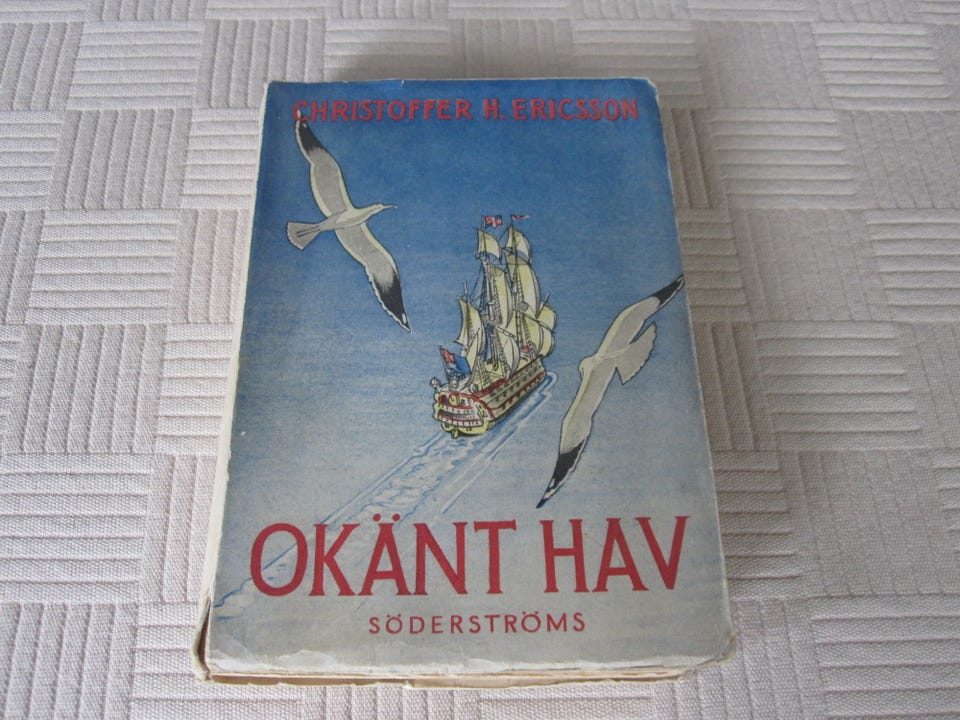 CHRISTOFFER H. ERICSSON
OKÄNT HAV
SÖDERSTRÖMS